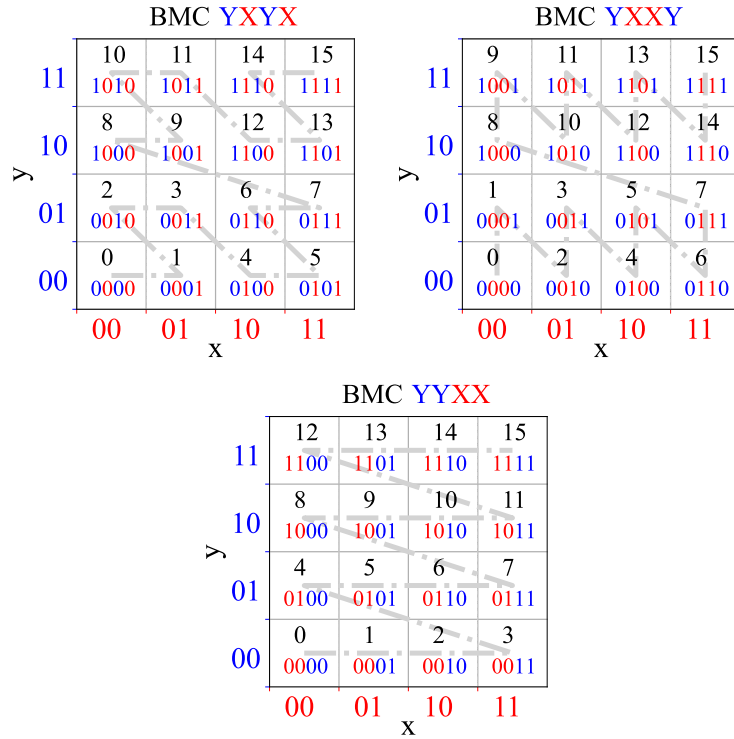 BMC YXYX
10 11 14 15
11 1010 1011 1110 1111
8 9 12 13
10 1000 1001 1100 1101
y
2 3 6 7
01 0010 0011 0110 0111
0 1 4 5
00 0000 0001 0100 0101
00 01 10 11
x
BMC YXXY
9 11 13 15
11 1001 1011 1101 1111
8 10 12 14
10 1000 1010 1100 1110
y
1 3 5 7
01 0001 0011 0101 0111
0 2 4 6
00 0000 0010 0100 0110
00 01 10 11
x
BMC YYXX
12 13 14 15
11 1100 1101 1110 1111
8 9 10 11
10 1000 1001 1010 1011
y
4 5 6 7
01 0100 0101 0110 0111
0 1 2 3
00 0000 0001 0010 0011
00 01 10 11
x